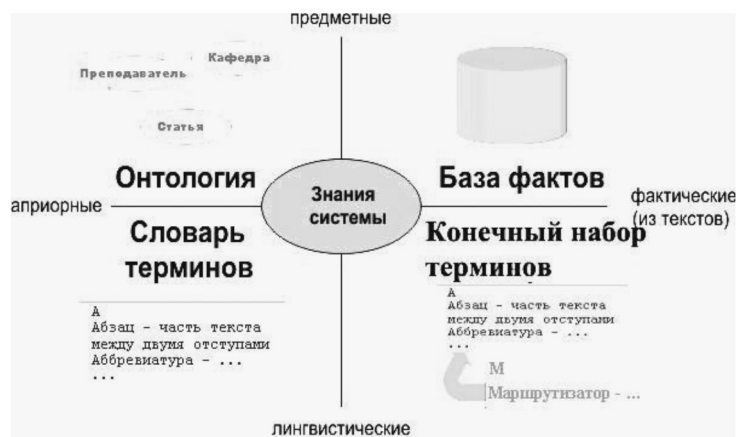 предметные
Кафедра
Преподаватель
Статья
Онтология
База фактов
Знания
системы
априорные
фактические
(из текстов)
Словарь
терминов
Конечный набор
терминов
А
Абзац - часть текста
между двумя отступами
Аббревиатура - ...
...
А
Абзац - часть текста
между двумя отступами
Аббревиатура - ...
...
М
Маршрутизатор - ...
лингвистические